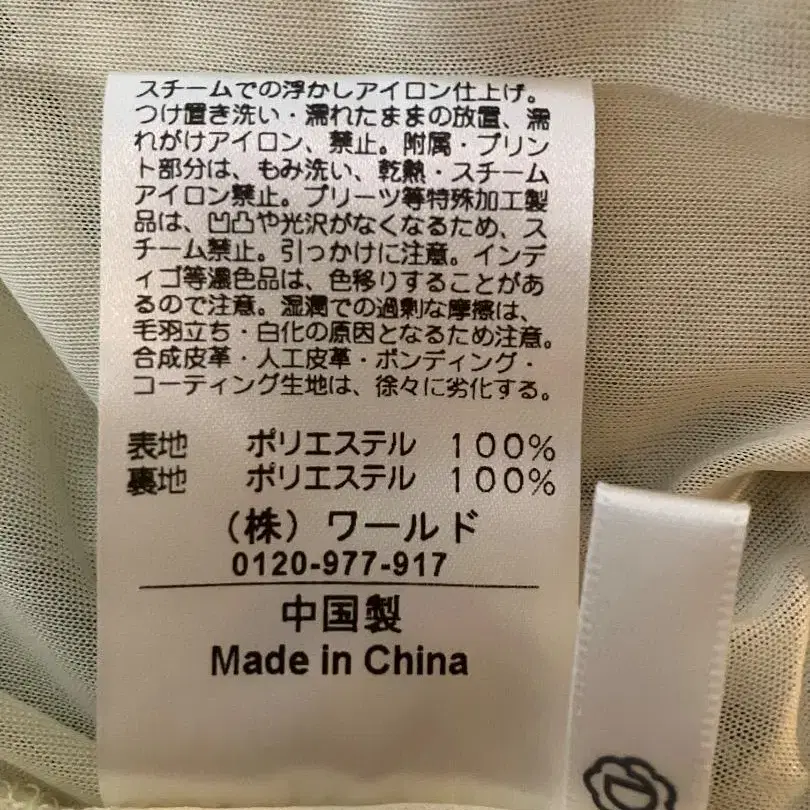 スチームでの浮かしアイロン仕上げ。
つけ置き洗い・濡れたままの放置、濡
れがけアイロン、禁止。附属・プリン
ト部分は、もみ洗い、乾熱・スチーム
アイロン禁止。プリーツ等特殊加工製
品は、凹凸や光沢がなくなるため、ス
チーム禁止。引っかけに注意。インデ
ィゴ等濃色品は、色移りすることがあ
るので注意。湿潤での過剰な摩擦は、
毛羽立ち・白化の原因となるため注意。
合成皮革・人工皮革・ボンディング・
コーティング生地は、徐々に劣化する。
表地 ポリエステル 100%
裏地 ポリエステル 100%
(株)ワールド
0120-977-917
中国製
Made in China